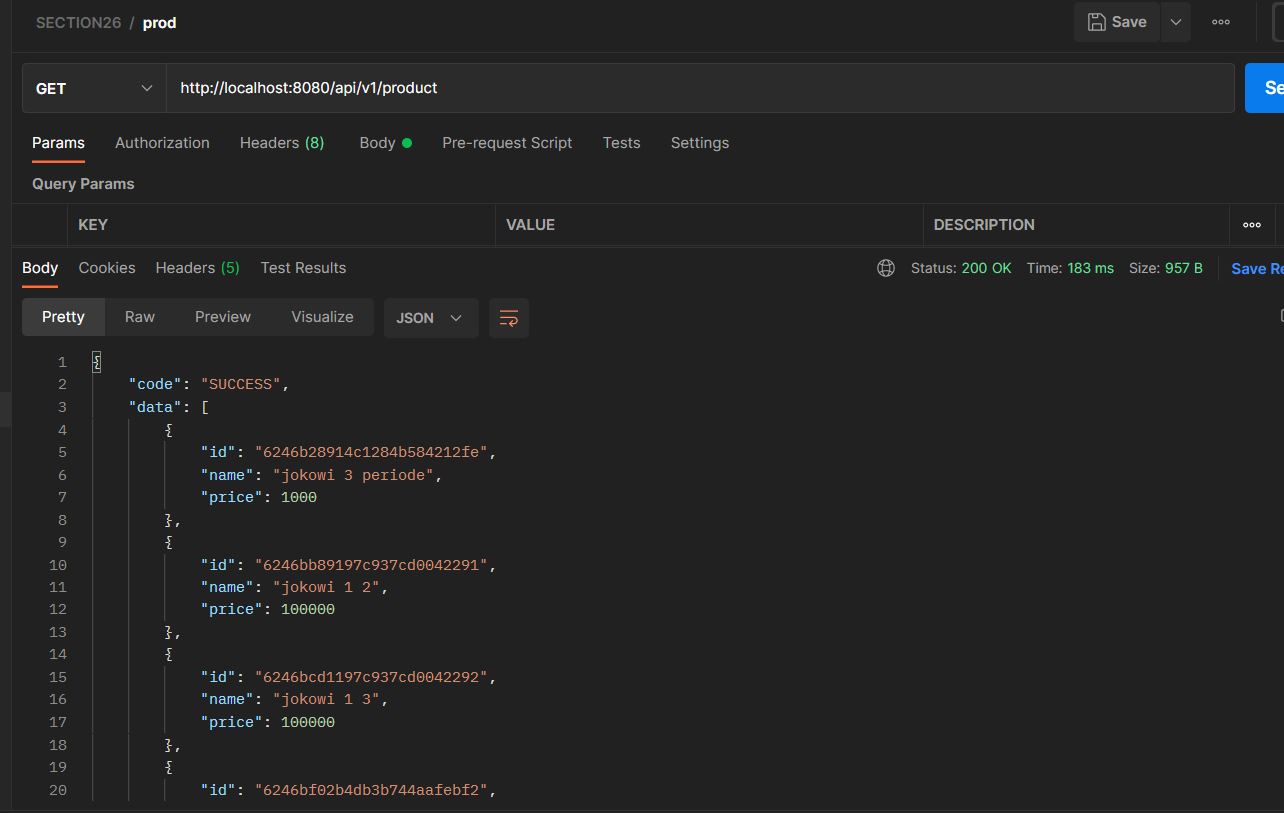 SECTION26 / prod
Save
GET
http://localhost:8080/api/v1/product
Params Authorization Headers (8) Body Pre-request Script Tests Settings
Query Params
KEY VALUE DESCRIPTION
Body Cookies Headers (5) Test Results Status: 200 OK Time: 183 ms Size: 957 B Save Re
Pretty Raw Preview Visualize JSON
1 {
2 "code": "SUCCESS",
3 "data": [
4 {
5 "id": "6246b28914c1284b584212fe",
6 "name": "jokowi 3 periode",
7 "price": 1000
8 },
9 {
10 "id": "6246bb89197c937cd0042291",
11 "name": "jokowi 1 2",
12 "price": 100000
13 },
14 {
15 "id": "6246bcd1197c937cd0042292",
16 "name": "jokowi 1 3",
17 "price": 100000
18 },
19 {
20 "id": "6246bf02b4db3b744aafebf2",